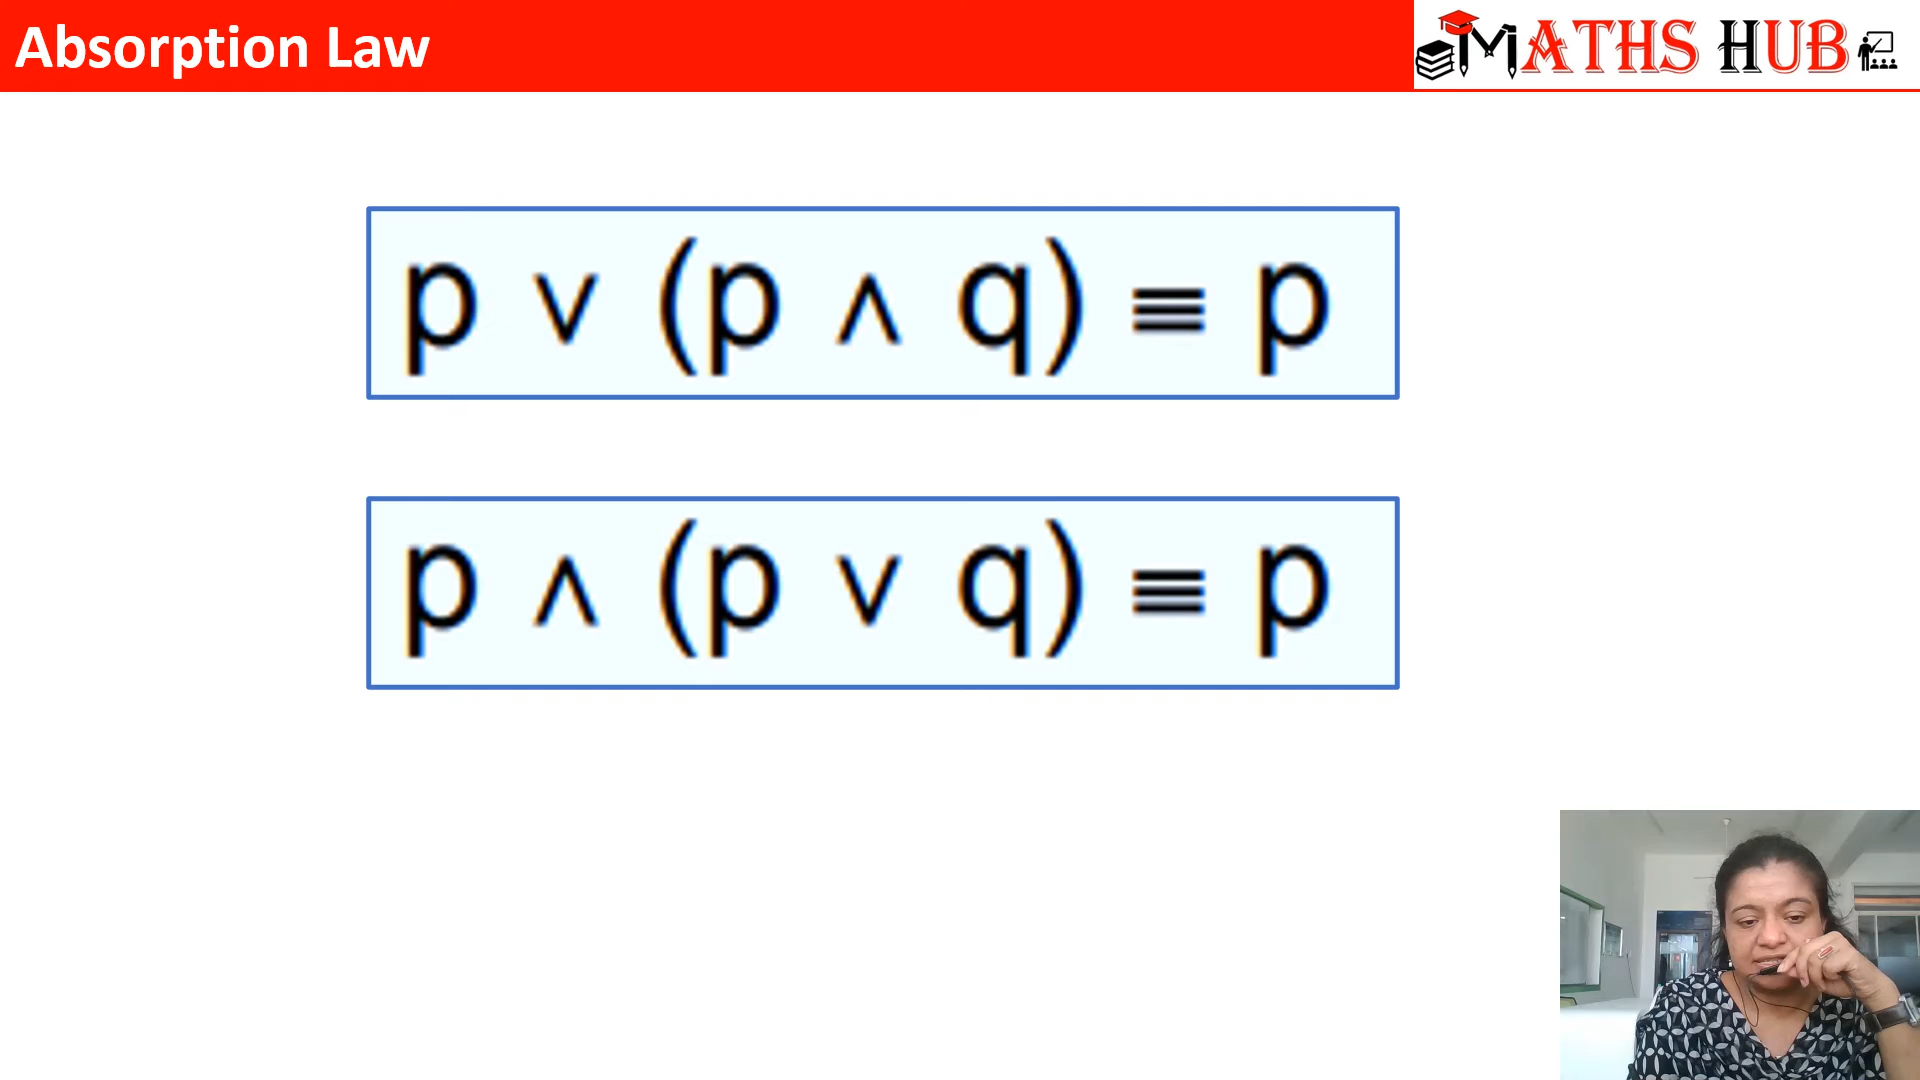 Absorption Law
MATHS HUB
p ∨ (p ∧ q) ≡ p
p ∧ (p ∨ q) ≡ p